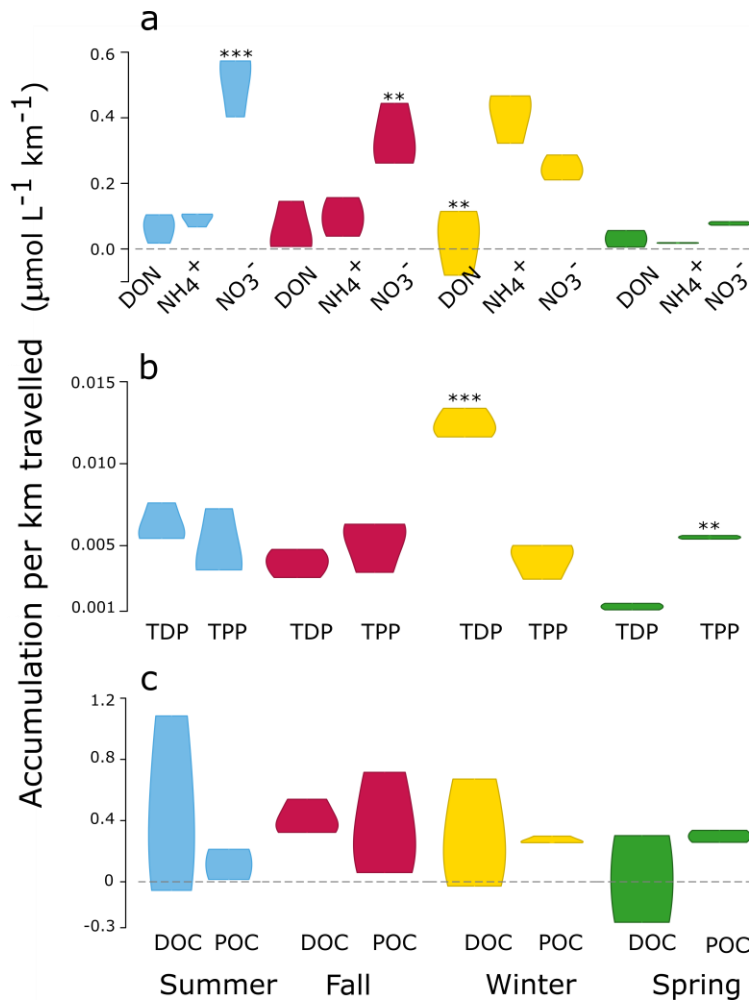 Accumulation per km travelled (μmol L⁻¹ km⁻¹)
a
0.6
0.4
0.2
0.0
***
**
**
DON NH₄⁺ NO₃⁻ DON NH₄⁺ NO₃⁻ DON NH₄⁺ NO₃⁻ DON NH₄⁺ NO₃⁻
b
0.015
0.010
0.005
0.001
***
**
TDP TPP TDP TPP TDP TPP TDP TPP
c
1.2
0.8
0.4
0
-0.3
DOC POC DOC POC DOC POC DOC POC
Summer Fall Winter Spring